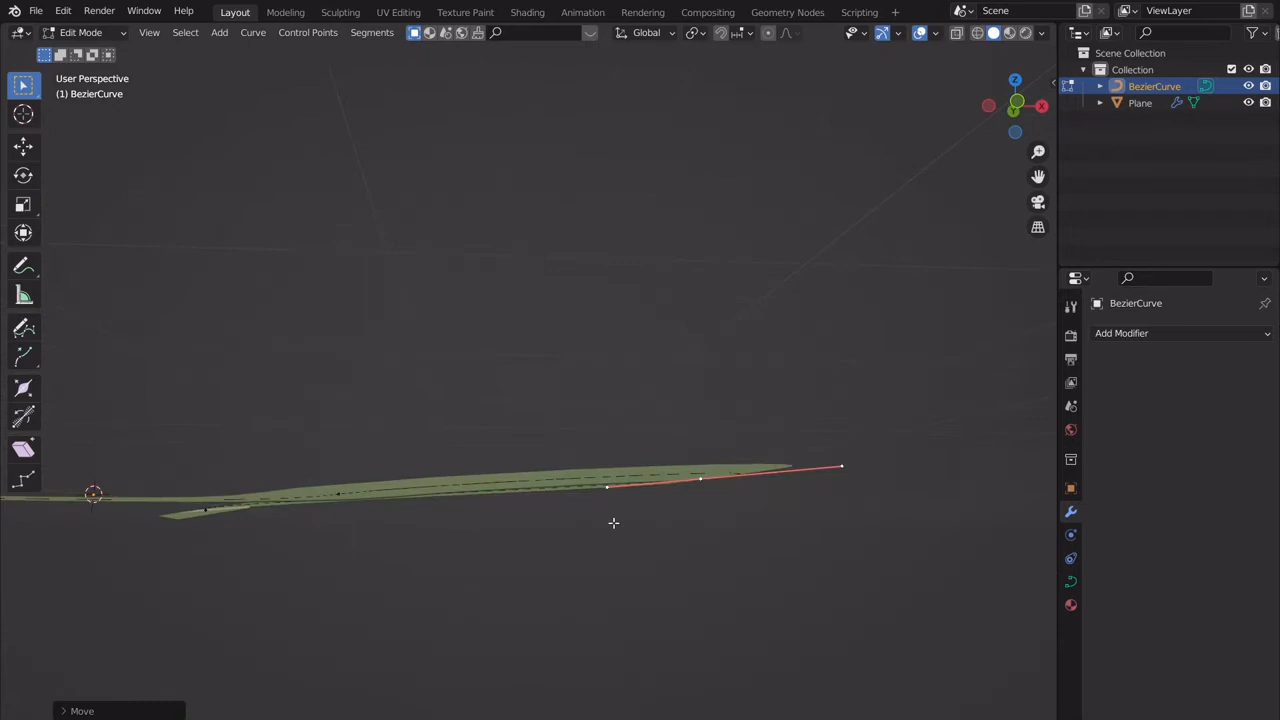 File Edit Render Window Help Layout Modeling Sculpting UV Editing Texture Paint Shading Animation Rendering Compositing Geometry Nodes Scripting + Scene ViewLayer
Edit Mode View Select Add Curve Control Points Segments Global
User Perspective
(1) BezierCurve
Scene Collection
Collection
BezierCurve
Plane
Z
X
Y
BezierCurve
Add Modifier
Move